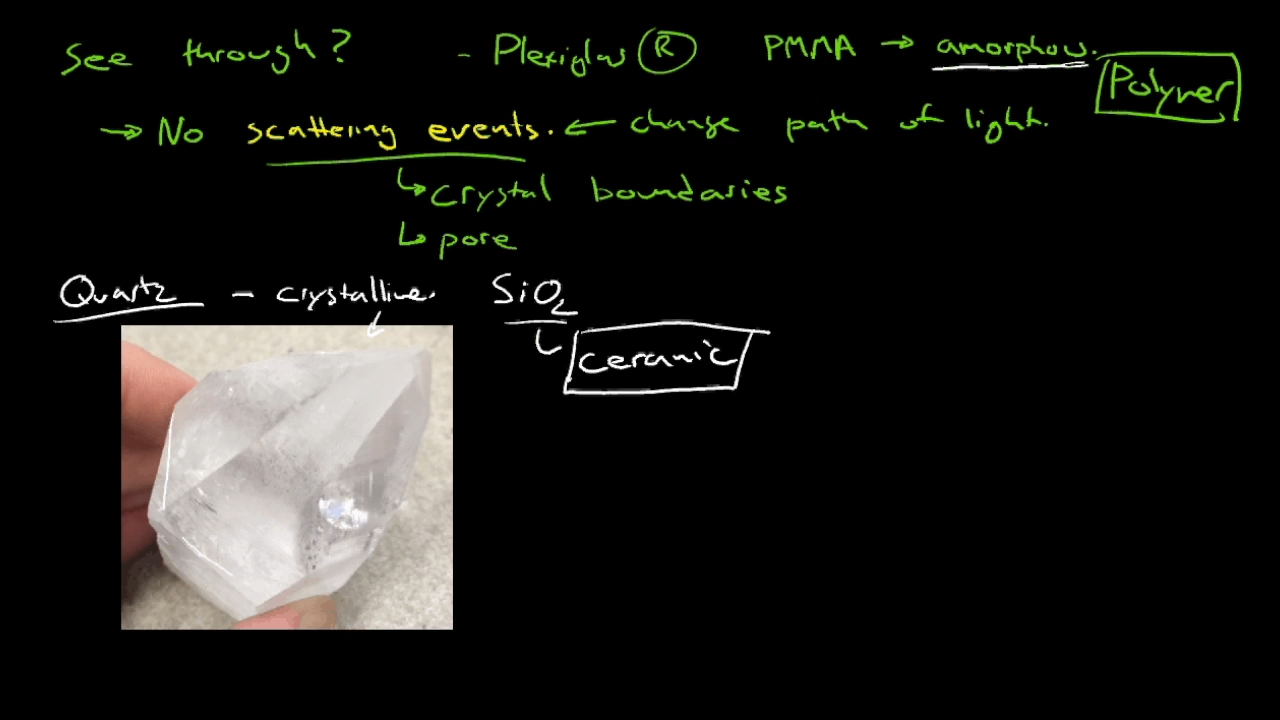 See through? - Plexiglas ® PMMA → amorphous.
Polymer
→ No scattering events. ← change path of light.
↳ crystal boundaries
↳ pore
Quartz - crystalline. SiO2
ceramic